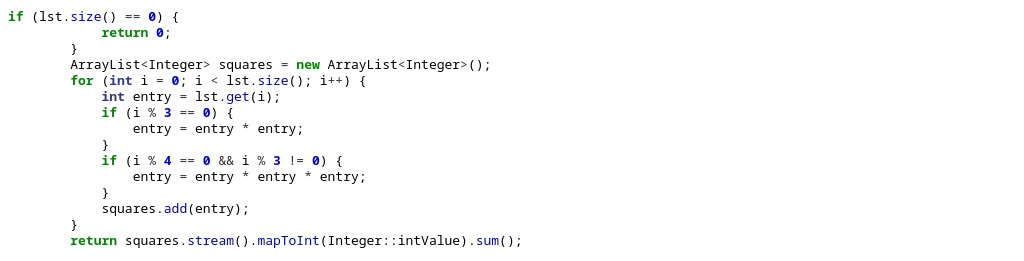 if (lst.size() == 0) {
            return 0;
        }
        ArrayList<Integer> squares = new ArrayList<Integer>();
        for (int i = 0; i < lst.size(); i++) {
            int entry = lst.get(i);
            if (i % 3 == 0) {
                entry = entry * entry;
            }
            if (i % 4 == 0 && i % 3 != 0) {
                entry = entry * entry * entry;
            }
            squares.add(entry);
        }
        return squares.stream().mapToInt(Integer::intValue).sum();